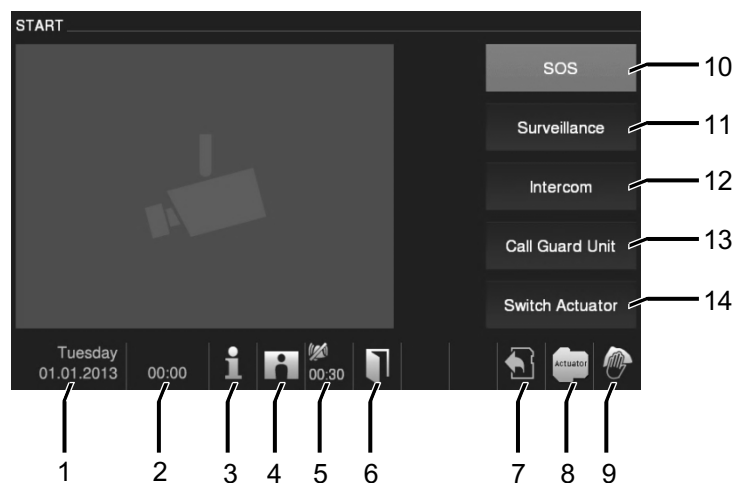 START
SOS
10
Surveillance
11
Intercom
12
Call Guard Unit
13
Switch Actuator
14
Tuesday
01.01.2013
00:00
00:30
Actuator
1 2 3 4 5 6 7 8 9